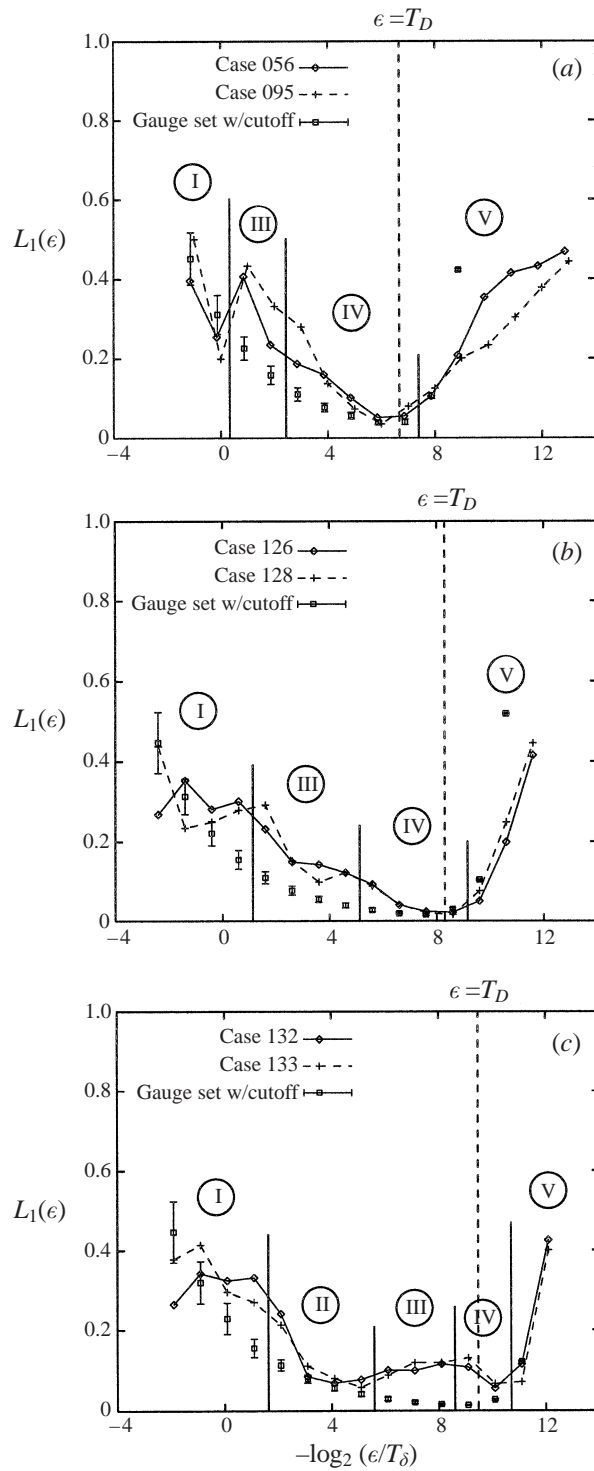 ϵ = T_D
1.0
(a)
Case 056
Case 095
0.8
Gauge set w/cutoff
I
0.6
III
V
L_1(ϵ)
0.4
IV
0.2
0
−4 0 4 8 12
ϵ = T_D
1.0
(b)
Case 126
Case 128
0.8
Gauge set w/cutoff
0.6
V
I
L_1(ϵ)
0.4
III
IV
0.2
0
−4 0 4 8 12
ϵ = T_D
1.0
(c)
Case 132
Case 133
0.8
Gauge set w/cutoff
0.6
I
V
L_1(ϵ)
0.4
II
III
IV
0.2
0
−4 0 4 8 12
−log_2 (ϵ/T_δ)